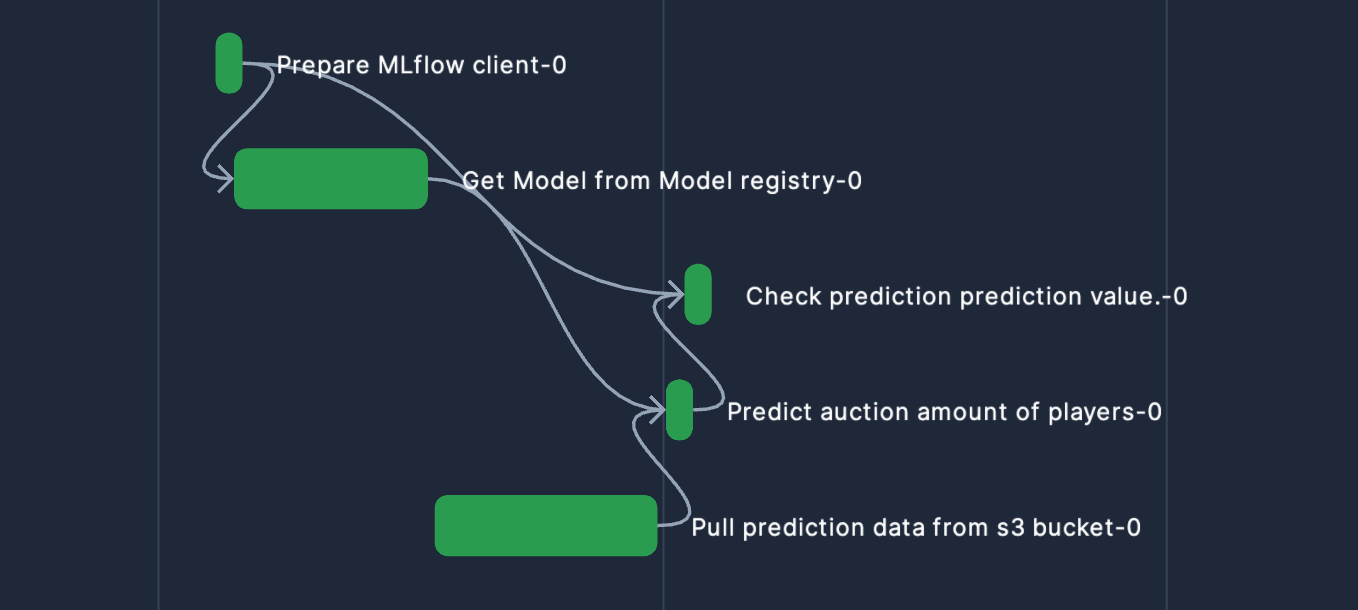 Prepare MLflow client-0
Get Model from Model registry-0
Check prediction prediction value.-0
Predict auction amount of players-0
Pull prediction data from s3 bucket-0